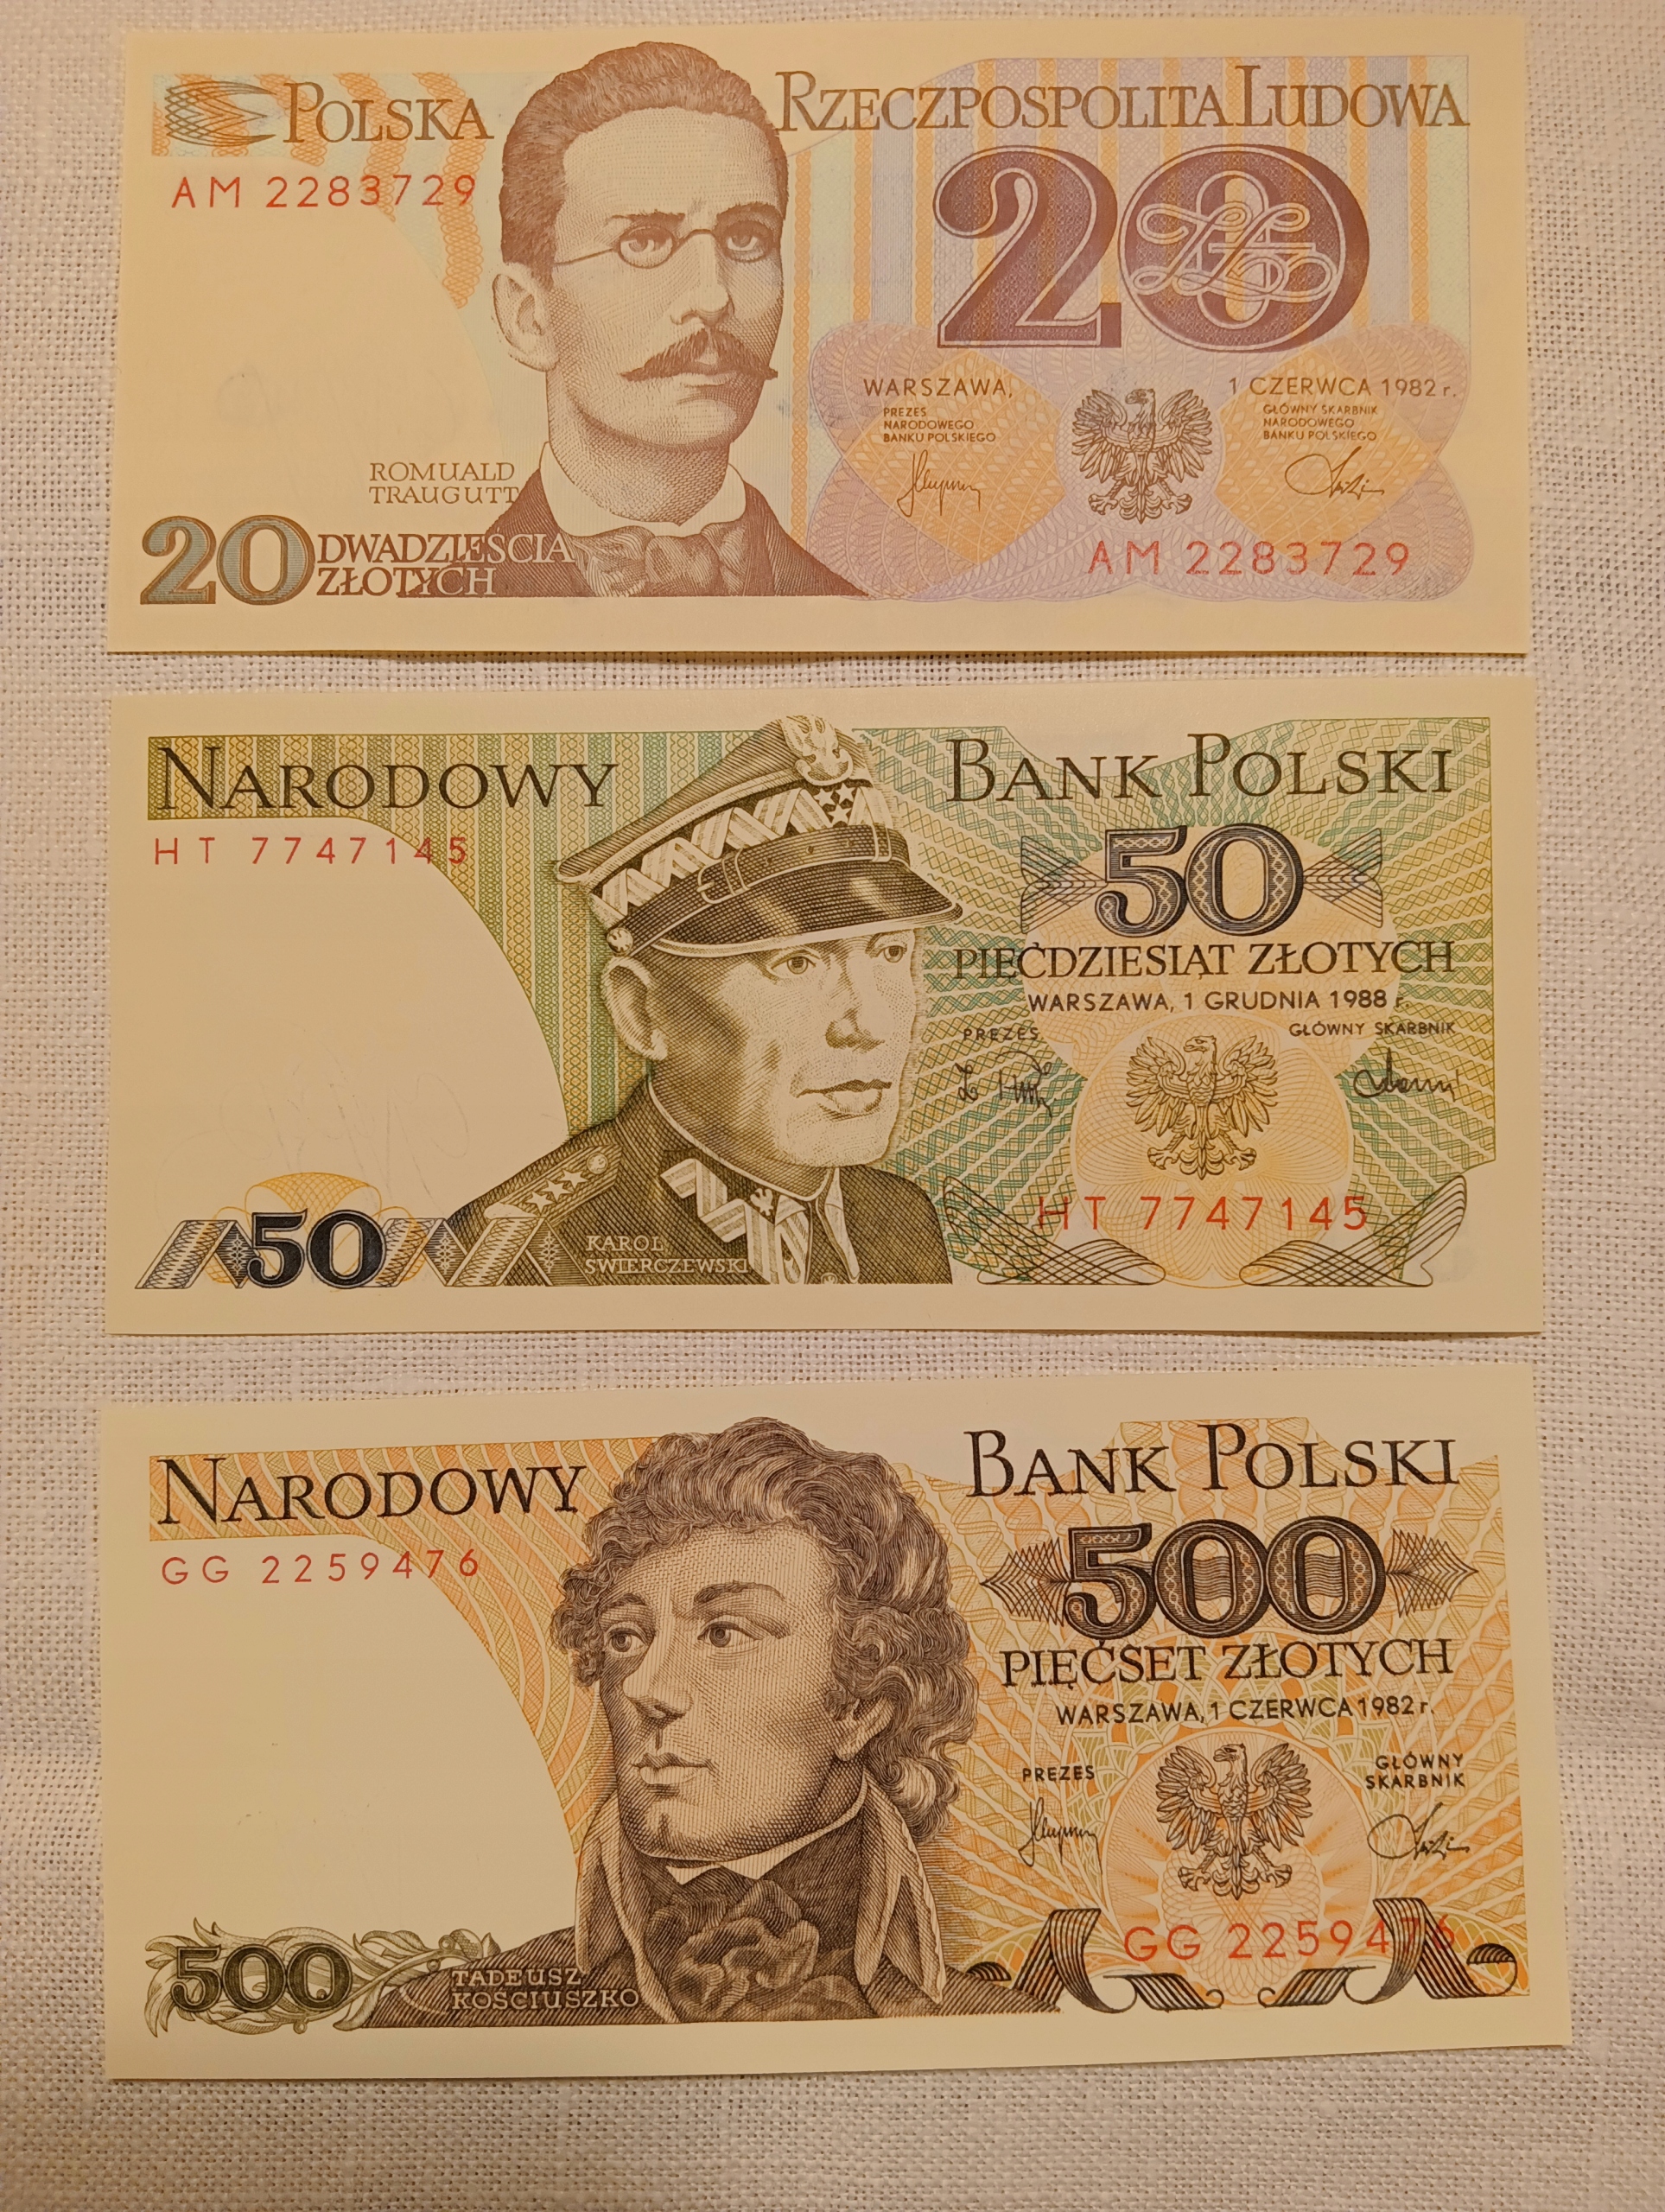 POLSKA RZECZPOSPOLITA LUDOWA
AM 2283729
20
WARSZAWA, 1 CZERWCA 1982 r.
PREZES
NARODOWEGO
BANKU POLSKIEGO
GŁÓWNY SKARBNIK
NARODOWEGO
BANKU POLSKIEGO
ROMUALD
TRAUGUTT
20 DWADZIEŚCIA
ZŁOTYCH
AM 2283729
NARODOWY BANK POLSKI
HT 7747145
50
PIĘĆDZIESIĄT ZŁOTYCH
WARSZAWA, 1 GRUDNIA 1988 r.
PREZES GŁÓWNY SKARBNIK
HT 7747145
50
KAROL
ŚWIERCZEWSKI
NARODOWY BANK POLSKI
GG 2259476
500
PIĘĆSET ZŁOTYCH
WARSZAWA, 1 CZERWCA 1982 r.
PREZES
GŁÓWNY
SKARBNIK
GG 2259476
500
TADEUSZ
KOŚCIUSZKO